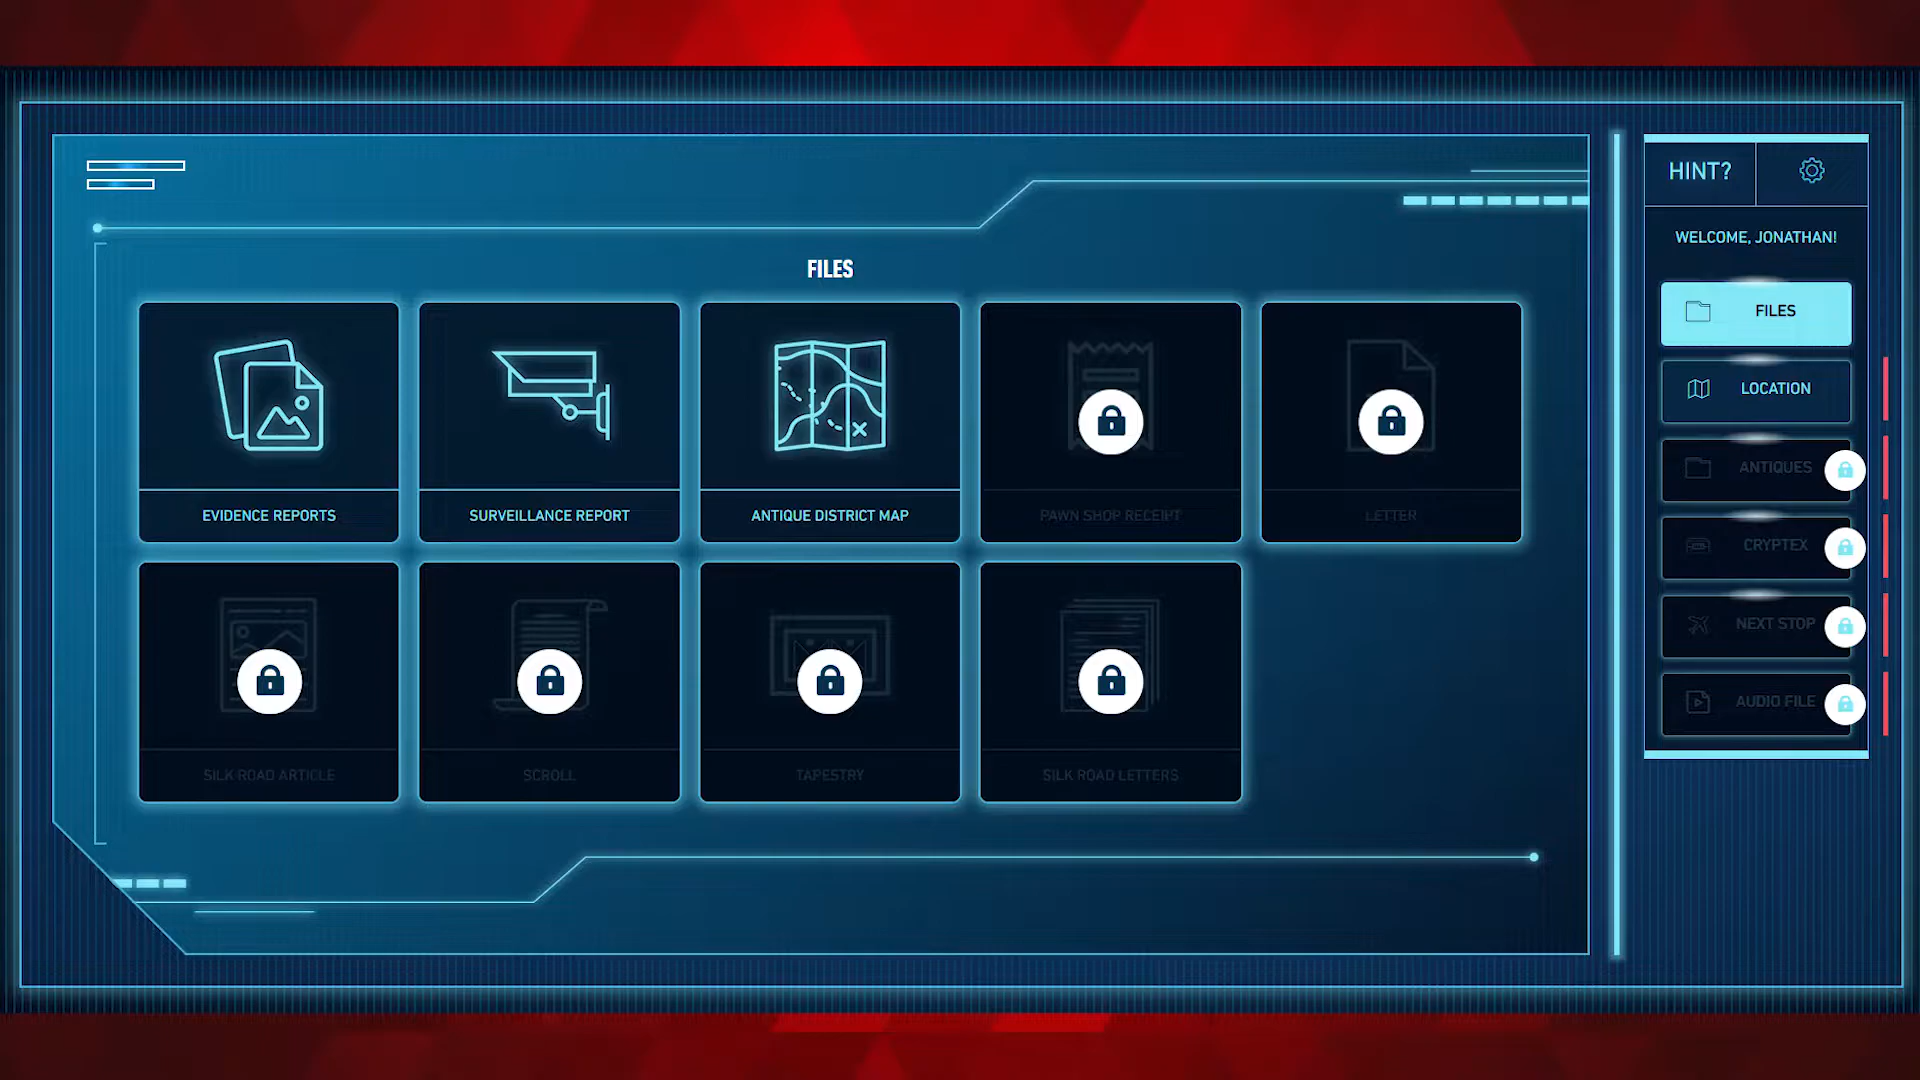 HINT?
WELCOME, JONATHAN!
FILES
FILES
LOCATION
ANTIQUES
CRYPTEX
NEXT STOP
AUDIO FILE
EVIDENCE REPORTS
SURVEILLANCE REPORT
ANTIQUE DISTRICT MAP
PAWN SHOP RECEIPT
LETTER
SILK ROAD ARTICLE
SCROLL
TAPESTRY
SILK ROAD LETTERS